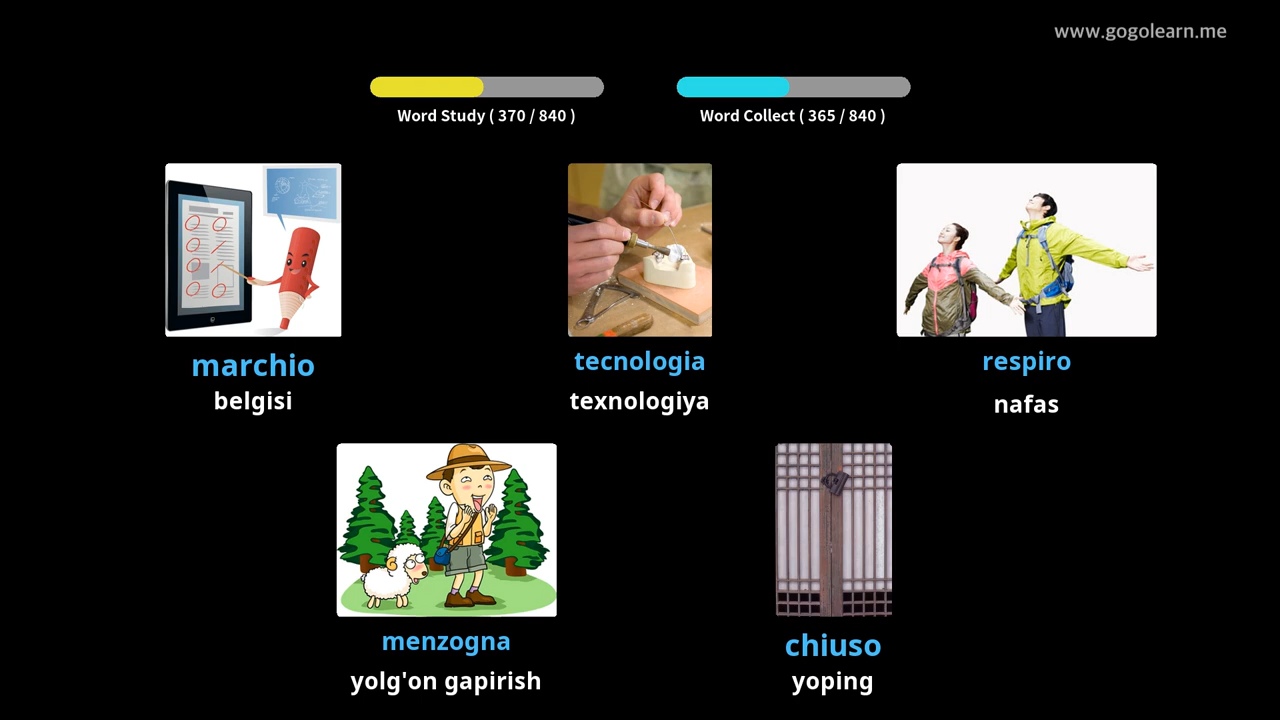 www.gogolearn.me
Word Study ( 370 / 840 )
Word Collect ( 365 / 840 )
marchio
belgisi
tecnologia
texnologiya
respiro
nafas
menzogna
yolg'on gapirish
chiuso
yoping